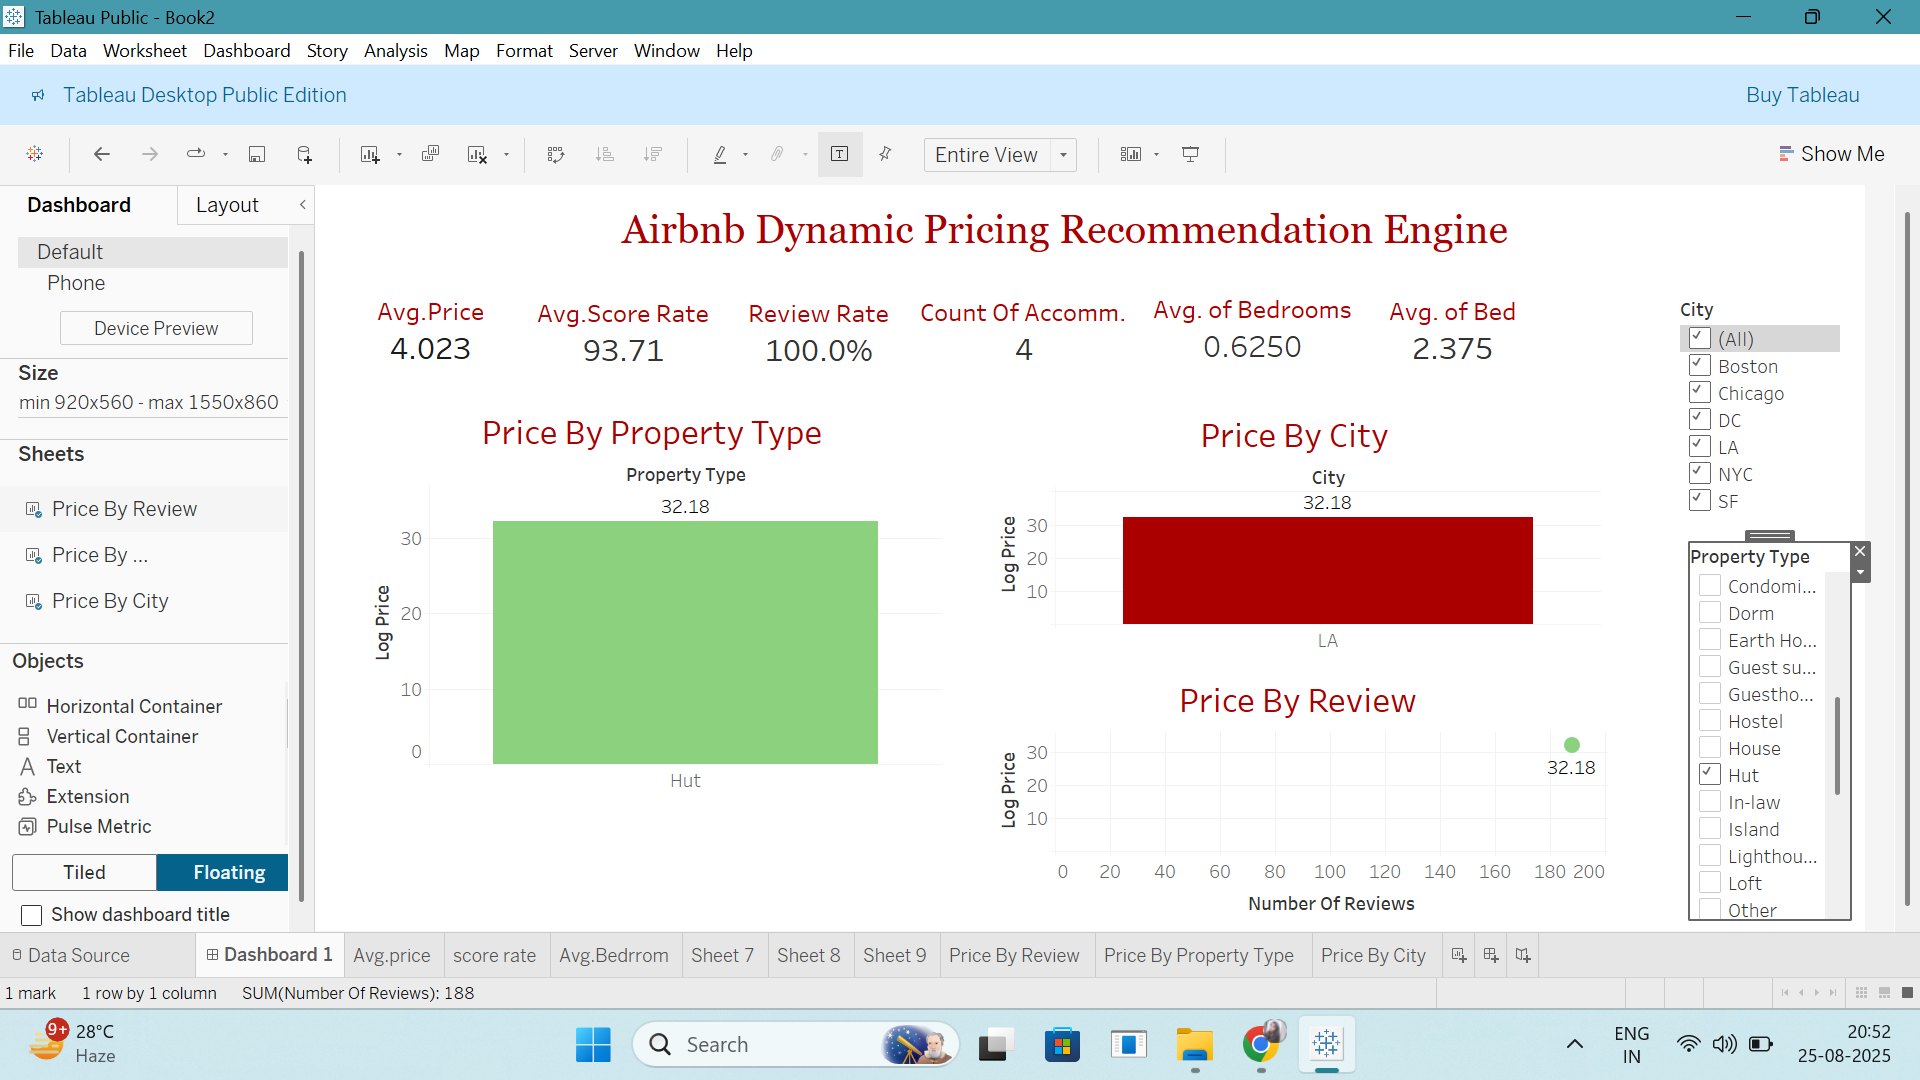 Tableau Public - Book2
File Data Worksheet Dashboard Story Analysis Map Format Server Window Help
Tableau Desktop Public Edition
Buy Tableau
Entire View
Show Me
Dashboard
Layout
Default
Phone
Device Preview
Size
min 920x560 - max 1550x860
Sheets
Price By Review
Price By ...
Price By City
Objects
Horizontal Container
Vertical Container
Text
Extension
Pulse Metric
Tiled
Floating
Show dashboard title
Airbnb Dynamic Pricing Recommendation Engine
Avg.Price
4.023
Avg.Score Rate
93.71
Review Rate
100.0%
Count Of Accomm.
4
Avg. of Bedrooms
0.6250
Avg. of Bed
2.375
Price By Property Type
Property Type
32.18
Log Price
30
20
10
0
Hut
Price By City
City
32.18
Log Price
30
20
10
LA
Price By Review
Log Price
30
20
10
32.18
0 20 40 60 80 100 120 140 160 180 200
Number Of Reviews
City
(All)
Boston
Chicago
DC
LA
NYC
SF
Property Type
Condomi...
Dorm
Earth Ho...
Guest su...
Guestho...
Hostel
House
Hut
In-law
Island
Lighthou...
Loft
Other
Data Source
Dashboard 1
Avg.price
score rate
Avg.Bedrrom
Sheet 7
Sheet 8
Sheet 9
Price By Review
Price By Property Type
Price By City
1 mark
1 row by 1 column
SUM(Number Of Reviews): 188
9+
28°C
Haze
Search
ENG
IN
20:52
25-08-2025